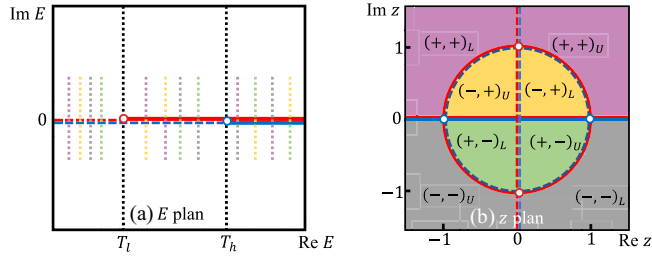 Im E
0
(a) E plan
T_l
T_h
Re E
Im z
(+,+)_L
(+,+)_U
1
(−,+)_U
(−,+)_L
0
(+,−)_L
(+,−)_U
−1
(−,−)_U
(b) z plan
(−,−)_L
−1
0
1
Re z